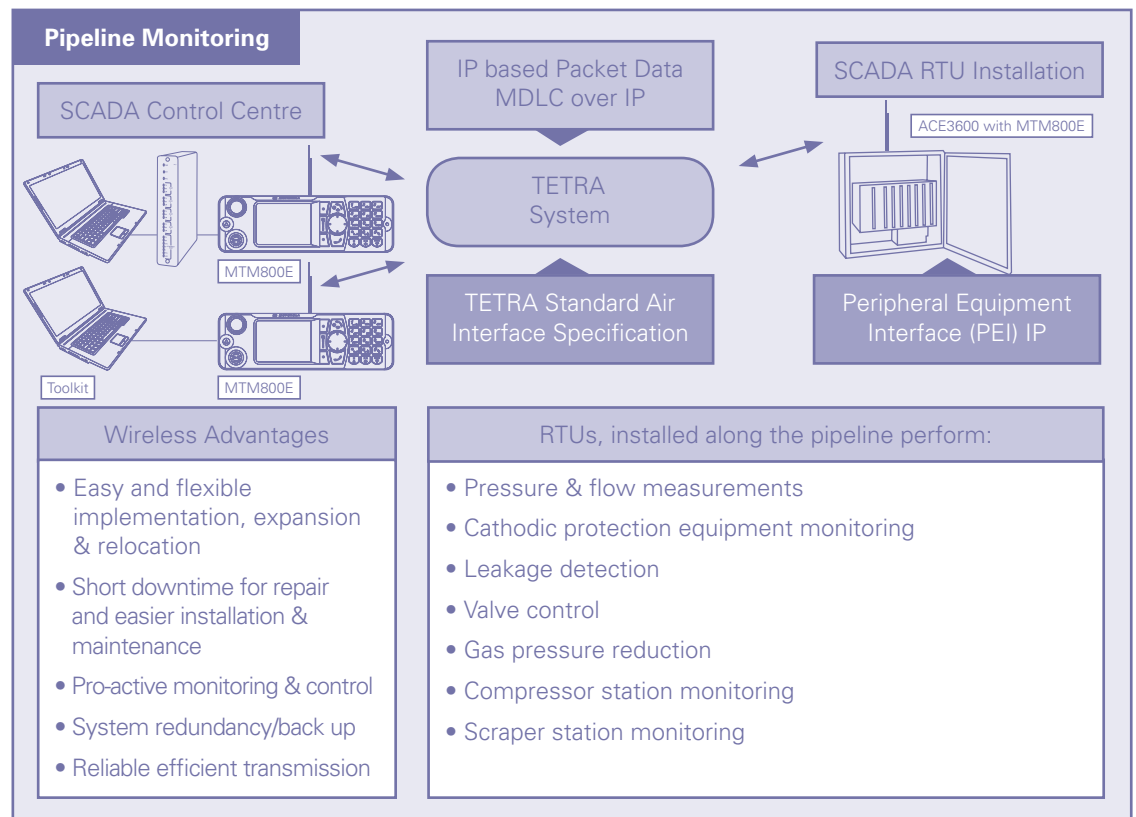 Pipeline Monitoring
SCADA Control Centre
IP based Packet Data
MDLC over IP
SCADA RTU Installation
ACE3600 with MTM800E
TETRA
System
MTM800E
TETRA Standard Air
Interface Specification
Peripheral Equipment
Interface (PEI) IP
Toolkit
MTM800E
Wireless Advantages
• Easy and flexible
implementation, expansion
& relocation
• Short downtime for repair
and easier installation &
maintenance
• Pro-active monitoring & control
• System redundancy/back up
• Reliable efficient transmission
RTUs, installed along the pipeline perform:
• Pressure & flow measurements
• Cathodic protection equipment monitoring
• Leakage detection
• Valve control
• Gas pressure reduction
• Compressor station monitoring
• Scraper station monitoring